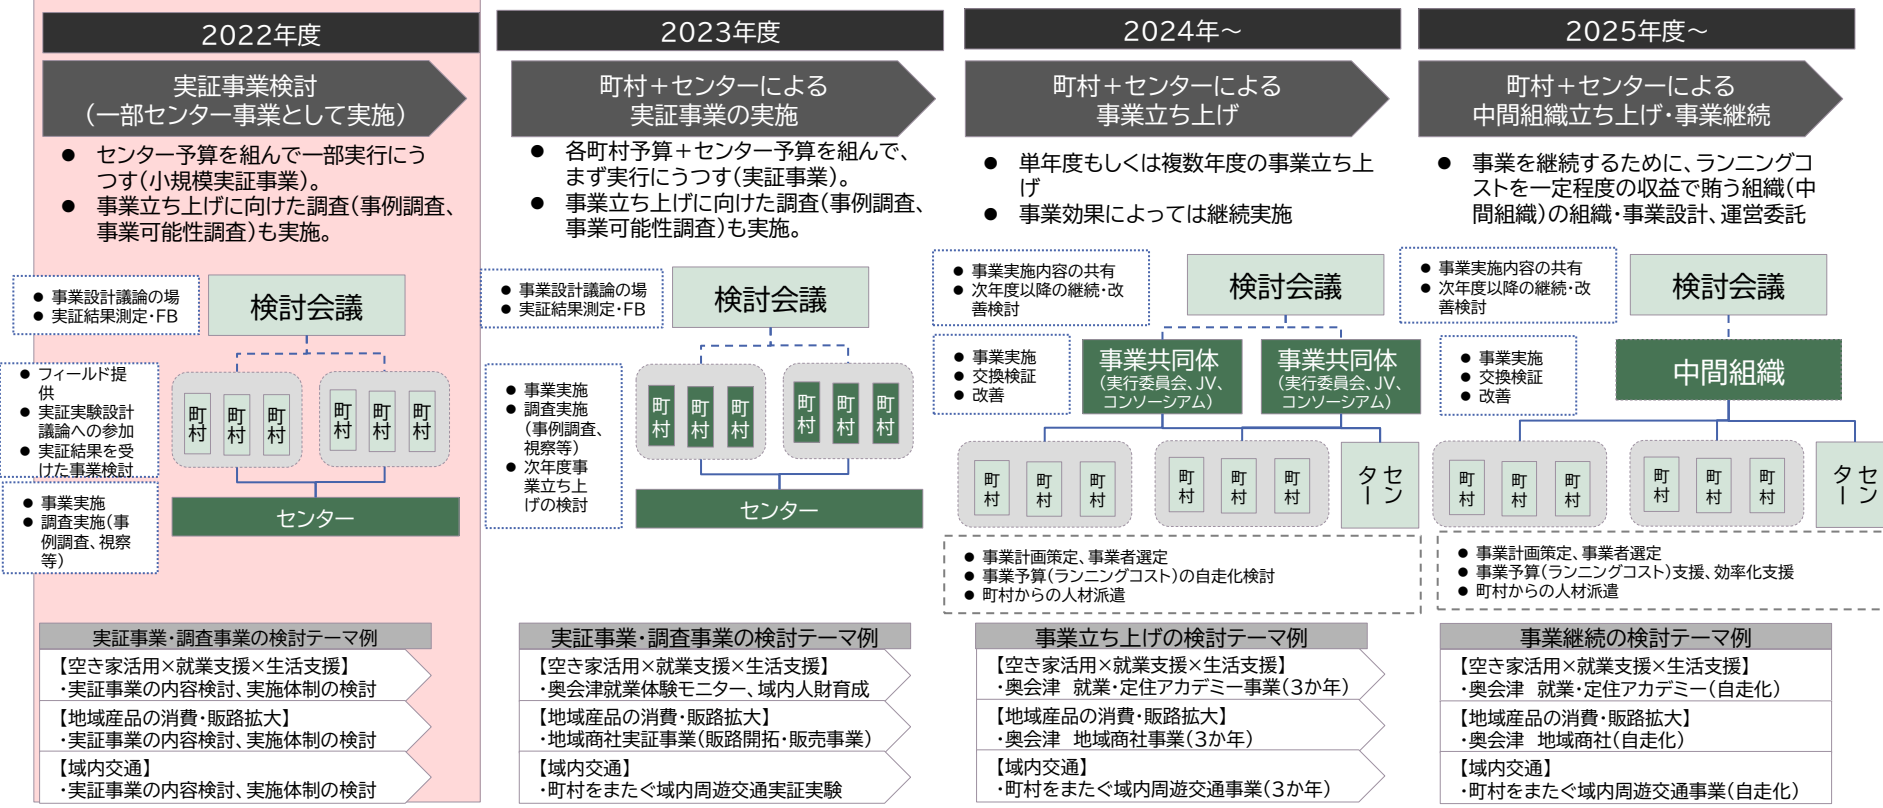 2022年度
実証事業検討
（一部センター事業として実施）
● センター予算を組んで一部実行にう
つす（小規模実証事業）。
● 事業立ち上げに向けた調査（事例調査、
事業可能性調査）も実施。
● 事業設計議論の場
● 実証結果測定・FB
検討会議
● フィールド提
供
● 実証実験設計
議論への参加
● 実証結果を受
けた事業検討
町村
町村
町村
町村
町村
町村
● 事業実施
● 調査実施（事
例調査、視察
等）
センター
実証事業・調査事業の検討テーマ例
【空き家活用×就業支援×生活支援】
・実証事業の内容検討、実施体制の検討
【地域産品の消費・販路拡大】
・実証事業の内容検討、実施体制の検討
【域内交通】
・実証事業の内容検討、実施体制の検討
2023年度
町村＋センターによる
実証事業の実施
● 各町村予算＋センター予算を組んで、
まず実行にうつす（実証事業）。
● 事業立ち上げに向けた調査（事例調査、
事業可能性調査）も実施。
● 事業設計議論の場
● 実証結果測定・FB
検討会議
● 事業実施
● 調査実施
（事例調査、
視察等）
● 次年度事
業立ち上
げの検討
町村
町村
町村
町村
町村
町村
センター
実証事業・調査事業の検討テーマ例
【空き家活用×就業支援×生活支援】
・奥会津就業体験モニター、域内人財育成
【地域産品の消費・販路拡大】
・地域商社実証事業（販路開拓・販売事業）
【域内交通】
・町村をまたぐ域内周遊交通実証実験
2024年～
町村＋センターによる
事業立ち上げ
● 単年度もしくは複数年度の事業立ち上
げ
● 事業効果によっては継続実施
● 事業実施内容の共有
● 次年度以降の継続・改
善検討
検討会議
● 事業実施
● 交換検証
● 改善
事業共同体
（実行委員会、JV、
コンソーシアム）
事業共同体
（実行委員会、JV、
コンソーシアム）
町村
町村
町村
町村
町村
町村
センター
● 事業計画策定、事業者選定
● 事業予算（ランニングコスト）の自走化検討
● 町村からの人材派遣
事業立ち上げの検討テーマ例
【空き家活用×就業支援×生活支援】
・奥会津　就業・定住アカデミー事業（3か年）
【地域産品の消費・販路拡大】
・奥会津　地域商社事業（3か年）
【域内交通】
・町村をまたぐ域内周遊交通事業（3か年）
2025年度～
町村＋センターによる
中間組織立ち上げ・事業継続
● 事業を継続するために、ランニングコ
ストを一定程度の収益で賄う組織（中
間組織）の組織・事業設計、運営委託
● 事業実施内容の共有
● 次年度以降の継続・改
善検討
検討会議
● 事業実施
● 交換検証
● 改善
中間組織
町村
町村
町村
町村
町村
町村
センター
● 事業計画策定、事業者選定
● 事業予算（ランニングコスト）支援、効率化支援
● 町村からの人材派遣
事業継続の検討テーマ例
【空き家活用×就業支援×生活支援】
・奥会津　就業・定住アカデミー（自走化）
【地域産品の消費・販路拡大】
・奥会津　地域商社（自走化）
【域内交通】
・町村をまたぐ域内周遊交通事業（自走化）